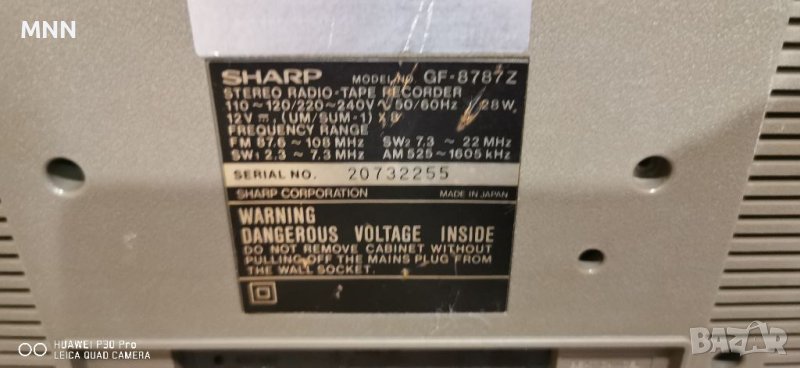 MNN
SHARP MODEL NO. GF-8787Z
STEREO RADIO-TAPE RECORDER
110~120/220~240V~50/60Hz 28W
12V⎓(UM/SUM-1)×8
FREQUENCY RANGE
FM 87.6~108 MHz SW2 7.3~22 MHz
SW1 2.3~7.3 MHz AM 525~1605 kHz
SERIAL NO. 20732255
SHARP CORPORATION MADE IN JAPAN
WARNING
DANGEROUS VOLTAGE INSIDE
DO NOT REMOVE CABINET WITHOUT
PULLING OFF THE MAINS PLUG FROM
THE WALL SOCKET.
HUAWEI P30 Pro
LEICA QUAD CAMERA
BAZAR